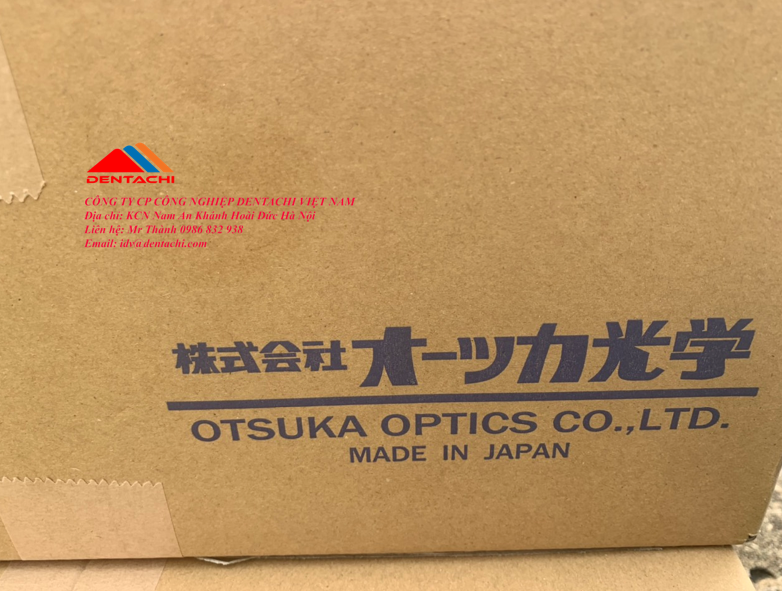 DENTACHI
CÔNG TY CP CÔNG NGHIỆP DENTACHI VIỆT NAM
Địa chỉ: KCN Nam An Khánh Hoài Đức Hà Nội
Liên hệ: Mr Thành 0986 832 938
Email: idv@dentachi.com
株式会社 オーツカ光学
OTSUKA OPTICS CO.,LTD.
MADE IN JAPAN